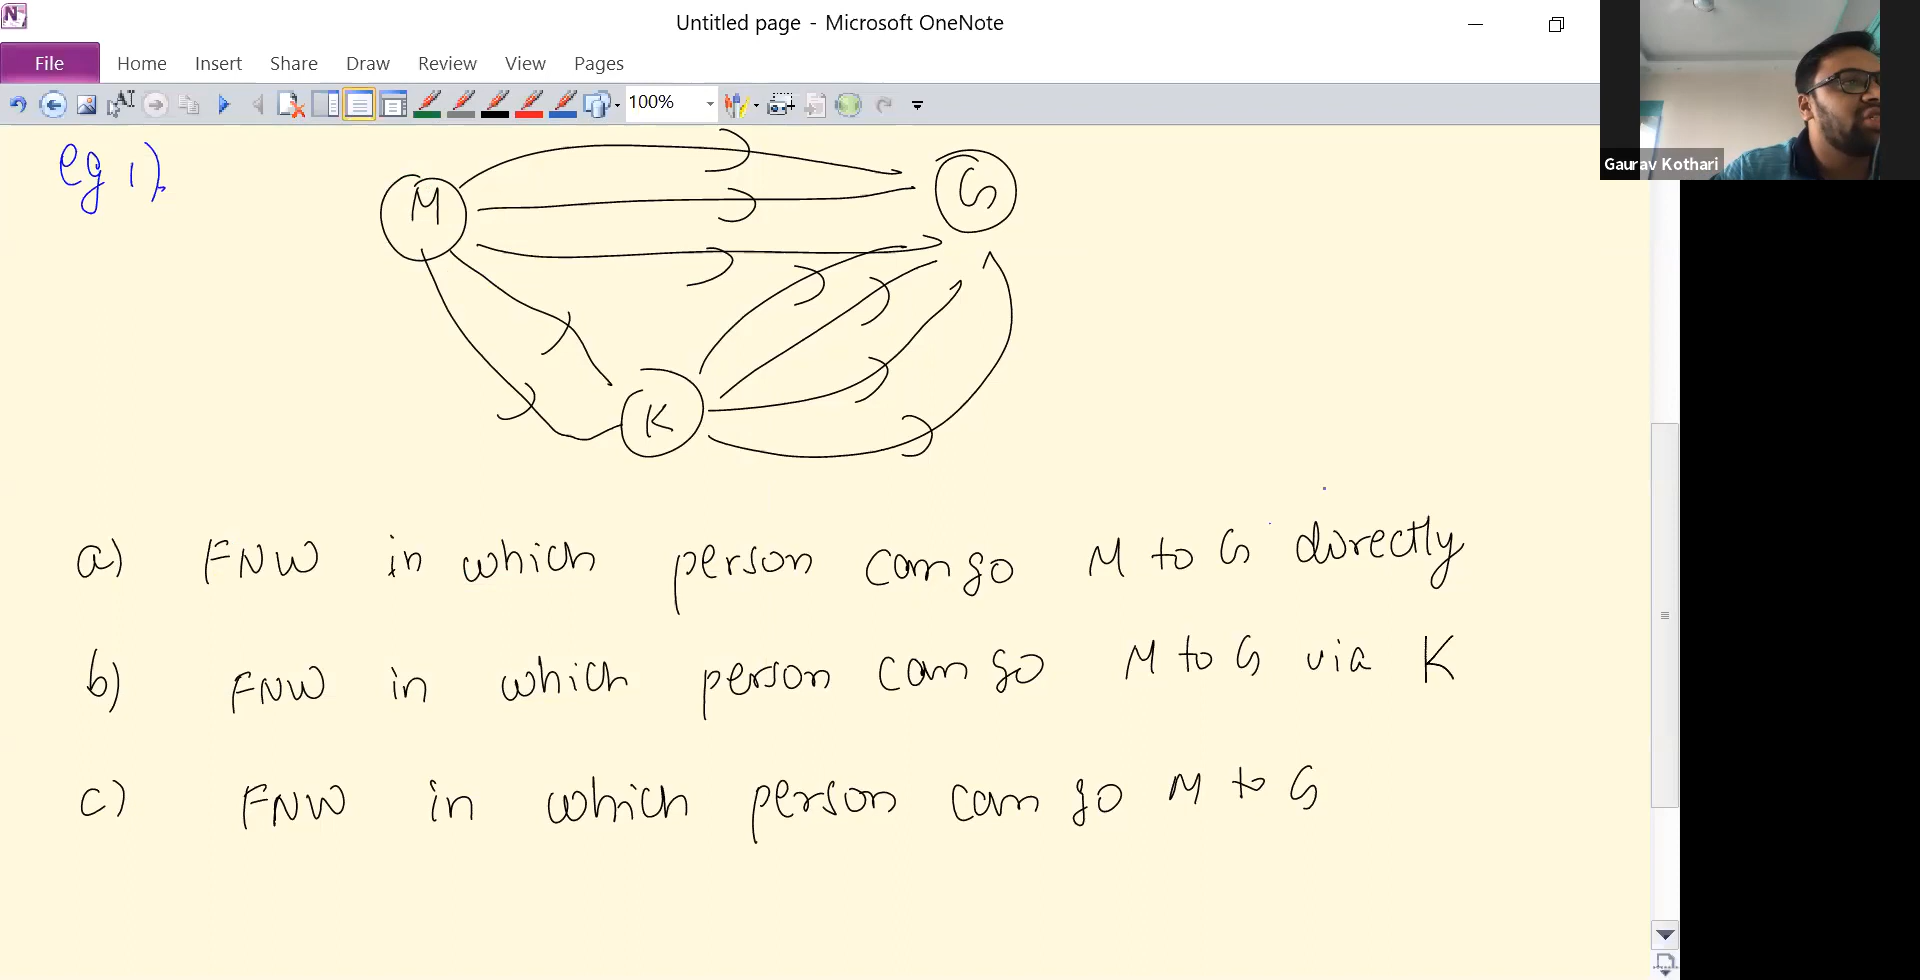 Untitled page - Microsoft OneNote
File Home Insert Share Draw Review View Pages
100%
Gaurav Kothari
eg 1).
M
G
K
a) FNW in which person can go M to G directly
b) FNW in which person can go M to G via K
c) FNW in which person can go M to G